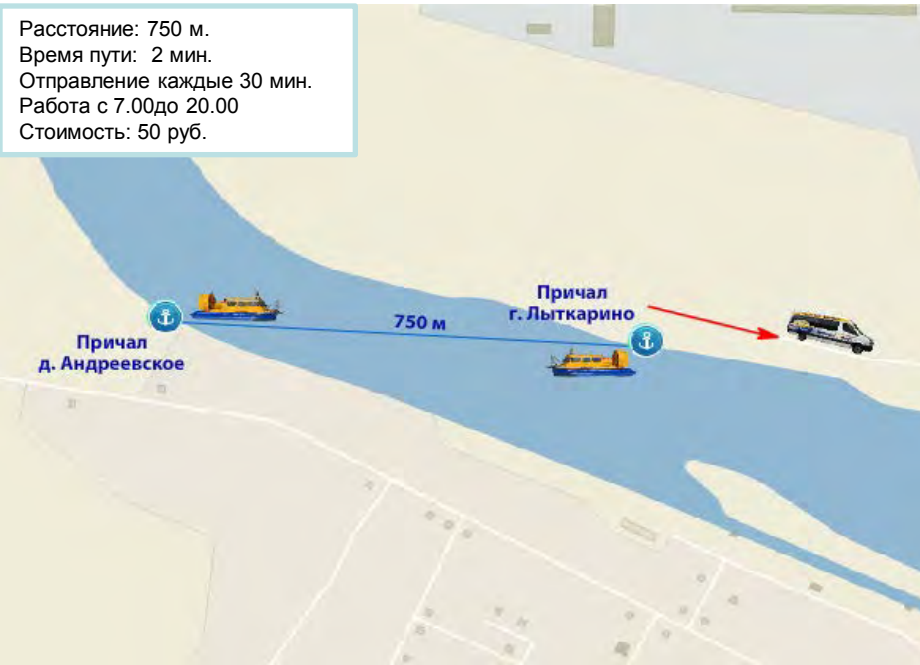 Расстояние: 750 м.
Время пути: 2 мин.
Отправление каждые 30 мин.
Работа с 7.00до 20.00
Стоимость: 50 руб.
Причал
г. Лыткарино
750 м
Причал
д. Андреевское